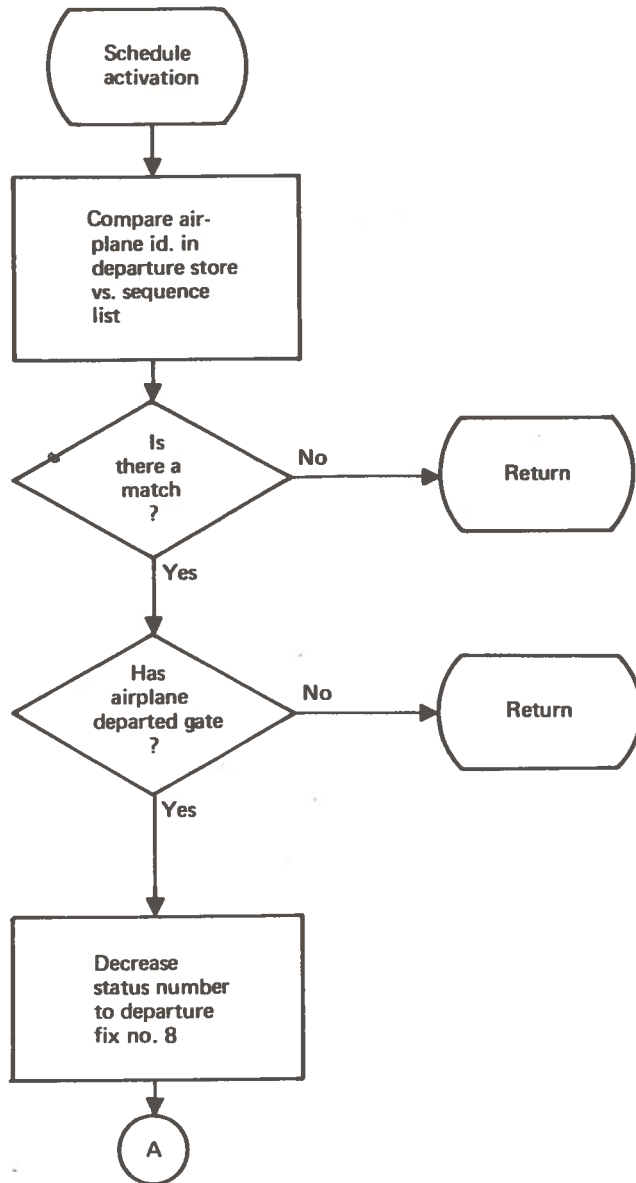 Schedule
activation
Compare air-
plane id. in
departure store
vs. sequence
list
Is
there a
match
?
No
Return
Yes
Has
airplane
departed gate
?
No
Return
Yes
Decrease
status number
to departure
fix no. 8
A